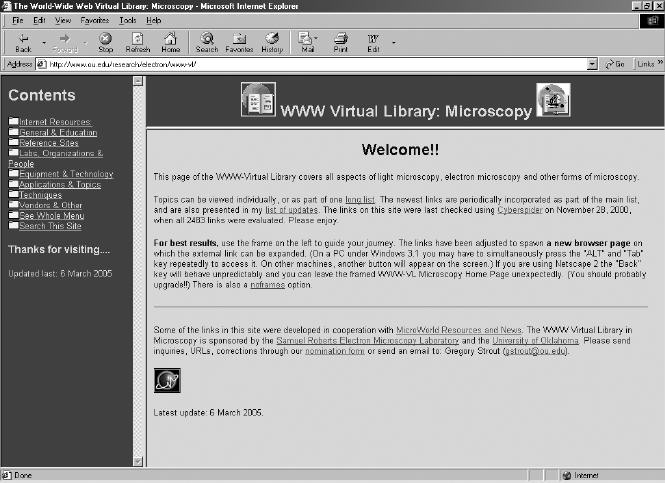 The World-Wide Web Virtual Library: Microscopy - Microsoft Internet Explorer
File Edit View Favorites Tools Help
Back Forward Stop Refresh Home Search Favorites History Mail Print Edit
Address http://www.ou.edu/research/electron/www-vl/ Go Links »
Contents
Internet Resources:
General & Education
Reference Sites
Labs, Organizations &
People
Equipment & Technology
Applications & Topics
Techniques
Vendors & Other
See Whole Menu
Search This Site
Thanks for visiting....
Updated last: 6 March 2005
WWW Virtual Library: Microscopy
Welcome!!
This page of the WWW-Virtual Library covers all aspects of light microscopy, electron microscopy and other forms of microscopy.
Topics can be viewed individually, or as part of one long list. The newest links are periodically incorporated as part of the main list,
and are also presented in my list of updates. The links on this site were last checked using Cyberspider on November 28, 2000,
when all 2483 links were evaluated. Please enjoy.
For best results, use the frame on the left to guide your journey. The links have been adjusted to spawn a new browser page on
which the external link can be expanded. (On a PC under Windows 3.1 you may have to simultaneously press the "ALT" and "Tab"
key repeatedly to access it. On other machines, another button will appear on the screen.) If you are using Netscape 2 the "Back"
key will behave unpredictably and you can leave the framed WWW-VL Microscopy Home Page unexpectedly. (You should probably
upgrade!!) There is also a noframes option.
Some of the links in this site were developed in cooperation with MicroWorld Resources and News. The WWW Virtual Library in
Microscopy is sponsored by the Samuel Roberts Electron Microscopy Laboratory and the University of Oklahoma. Please send
inquiries, URLs, corrections through our nomination form or send an email to: Gregory Strout (gstrout@ou.edu).
Latest update: 6 March 2005.
Done Internet